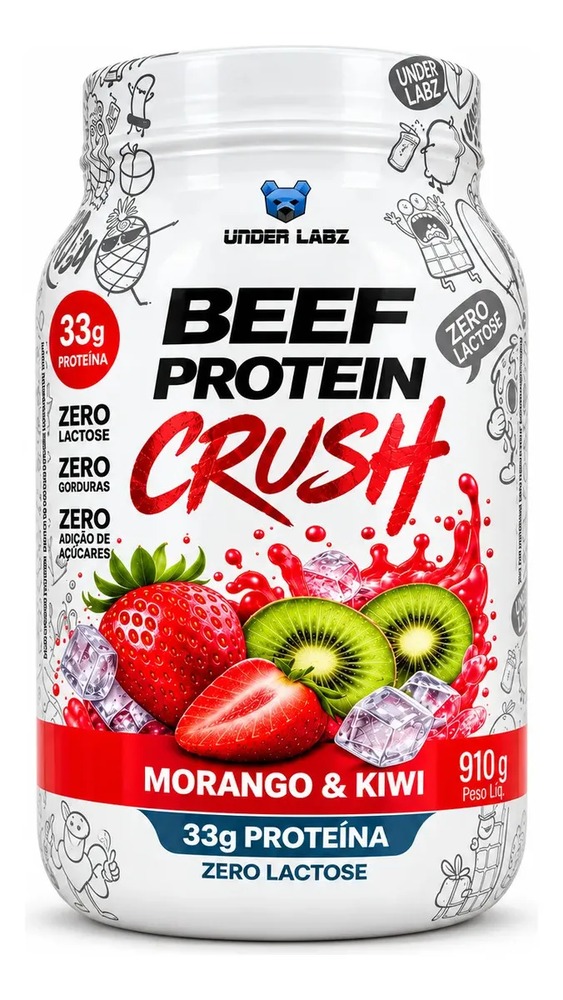 UNDER
LABZ
UNDER LABZ
BEEF
PROTEIN
CRUSH
33g
PROTEÍNA
ZERO
LACTOSE
ZERO
LACTOSE
ZERO
GORDURAS
ZERO
ADIÇÃO DE
AÇÚCARES
MORANGO & KIWI
910 g
Peso Líq.
33g PROTEÍNA
ZERO LACTOSE